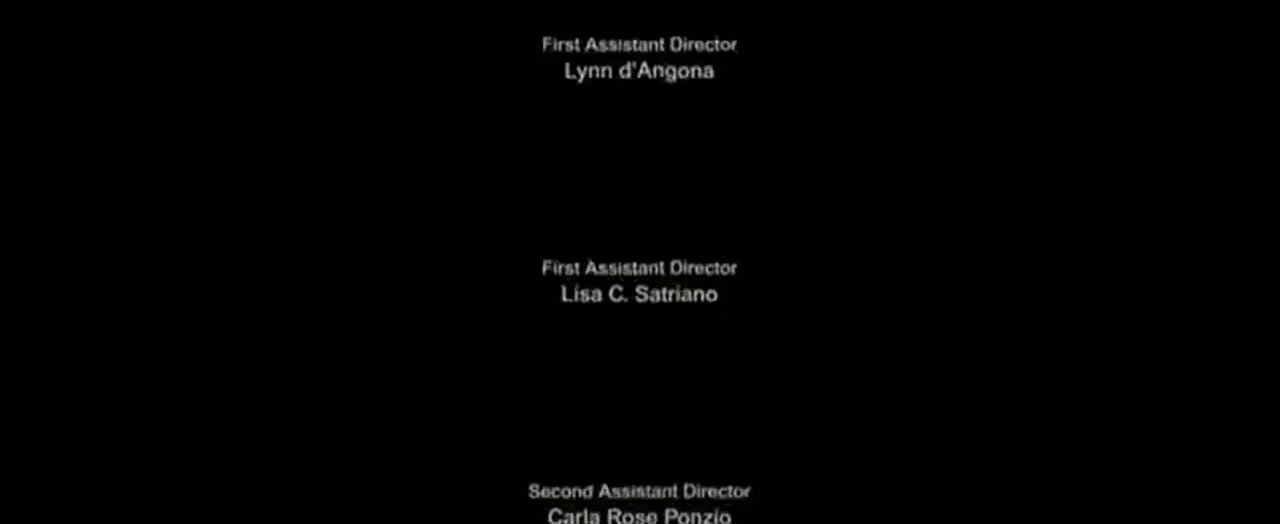 First Assistant Director
Lynn d'Angona
First Assistant Director
Lisa C. Satriano
Second Assistant Director
Carla Rose Ponzio